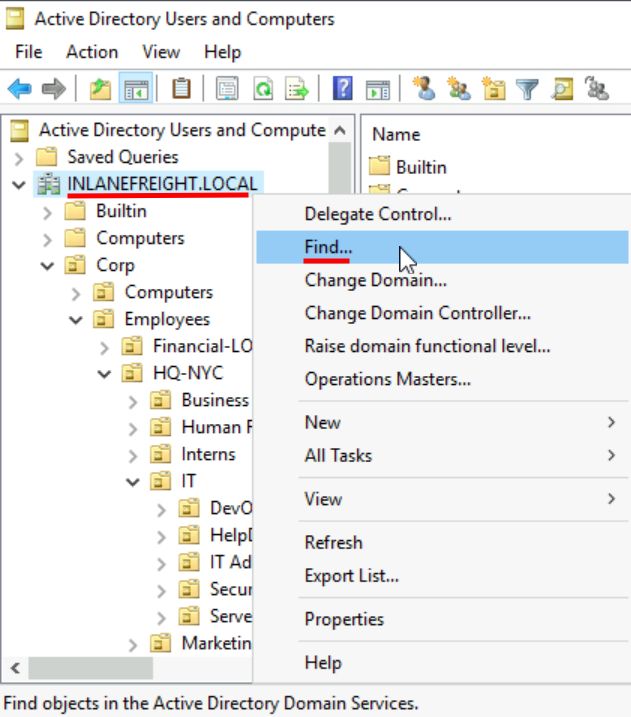 Active Directory Users and Computers
File Action View Help
Active Directory Users and Compute
Saved Queries
INLANEFREIGHT.LOCAL
Builtin
Computers
Corp
Computers
Employees
Financial-LO
HQ-NYC
Business
Human
Interns
IT
DevO
Help
IT Ad
Secur
Serve
Marketin
Name
Builtin
Delegate Control...
Find...
Change Domain...
Change Domain Controller...
Raise domain functional level...
Operations Masters...
New
All Tasks
View
Refresh
Export List...
Properties
Help
Find objects in the Active Directory Domain Services.